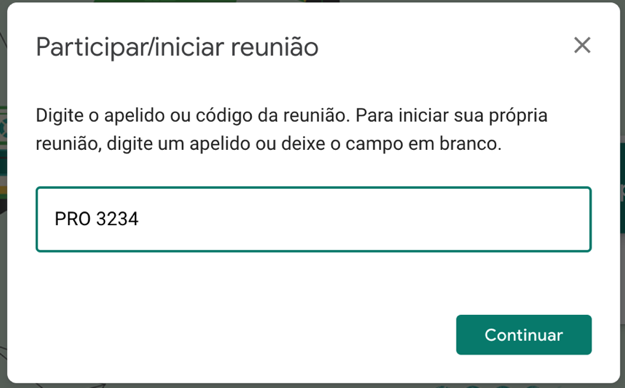 Participar/iniciar reunião
Digite o apelido ou código da reunião. Para iniciar sua própria
reunião, digite um apelido ou deixe o campo em branco.
PRO 3234
Continuar